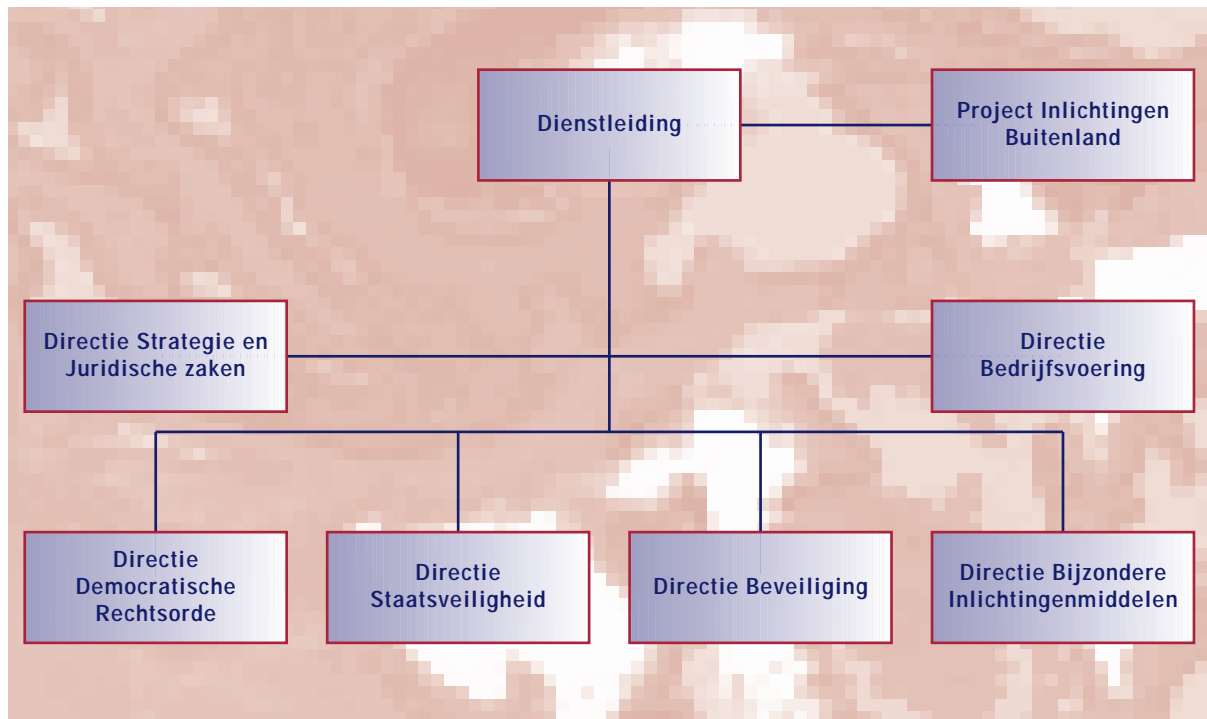 Dienstleiding
Project Inlichtingen
Buitenland
Directie Strategie en
Juridische zaken
Directie
Bedrijfsvoering
Directie
Democratische
Rechtsorde
Directie
Staatsveiligheid
Directie Beveiliging
Directie Bijzondere
Inlichtingenmiddelen